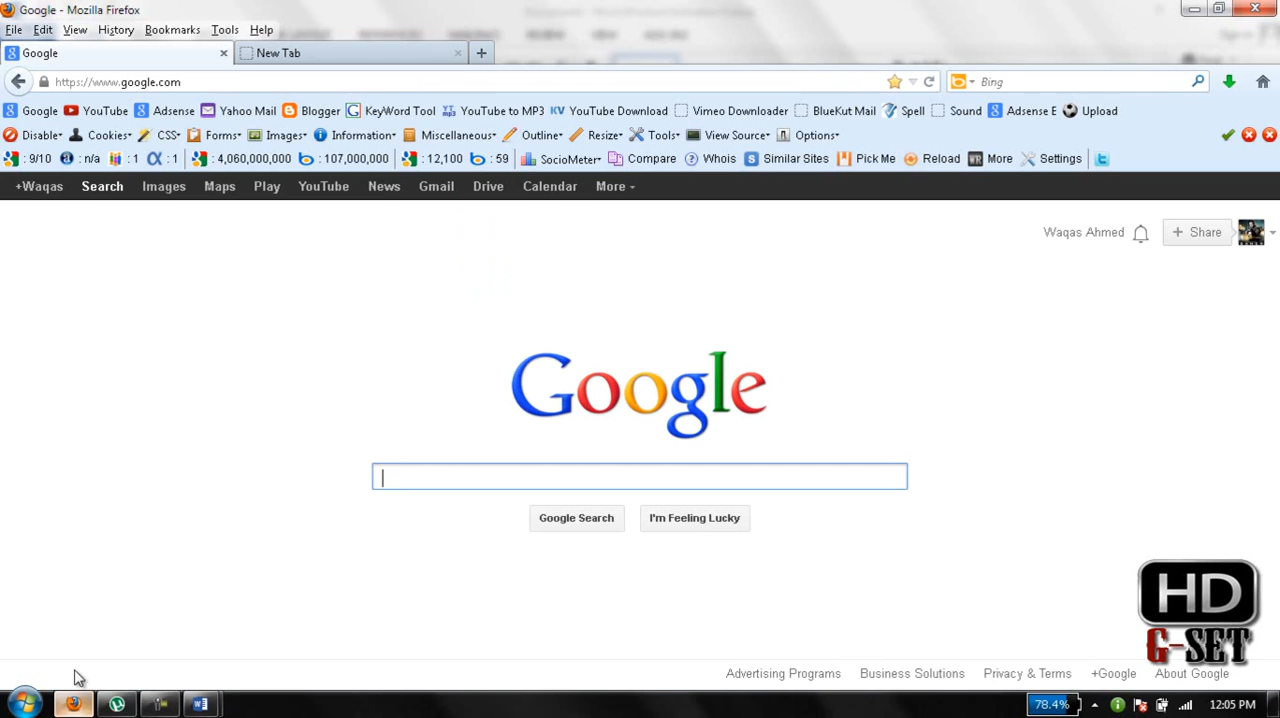 Google - Mozilla Firefox
File Edit View History Bookmarks Tools Help
Google New Tab
https://www.google.com Bing
Google YouTube Adsense Yahoo Mail Blogger KeyWord Tool YouTube to MP3 KV YouTube Download Vimeo Downloader BlueKut Mail Spell Sound Adsense E Upload
Disable Cookies CSS Forms Images Information Miscellaneous Outline Resize Tools View Source Options
: 9/10 : n/a : 1 : 1 : 4,060,000,000 : 107,000,000 : 12,100 : 59 SocioMeter Compare Whois Similar Sites Pick Me Reload More Settings
+Waqas Search Images Maps Play YouTube News Gmail Drive Calendar More
Waqas Ahmed + Share
Google
Google Search I'm Feeling Lucky
HD
G-SET
Advertising Programs Business Solutions Privacy & Terms +Google About Google
78.4% 12:05 PM